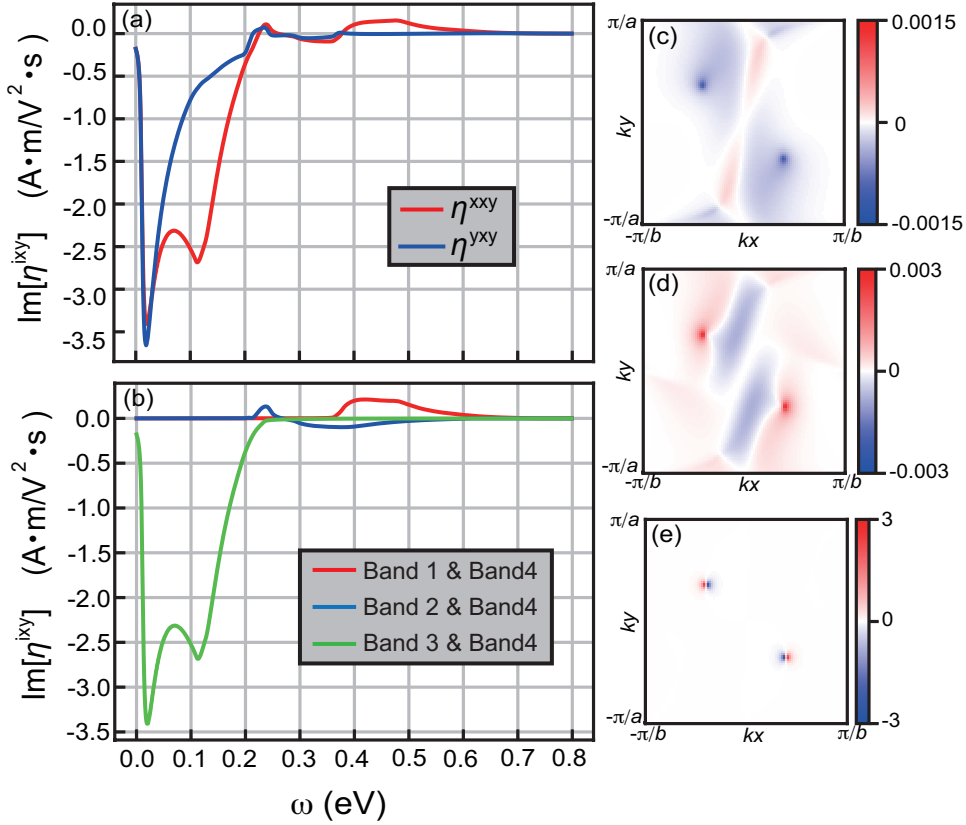 (a)
0.0
-0.5
-1.0
-1.5
-2.0
-2.5
-3.0
-3.5
Im[η^ixy] (A•m/V²•s)
η^xxy
η^yxy
(b)
0.0
-0.5
-1.0
-1.5
-2.0
-2.5
-3.0
-3.5
Im[η^ixy] (A•m/V²•s)
Band 1 & Band4
Band 2 & Band4
Band 3 & Band4
0.0 0.1 0.2 0.3 0.4 0.5 0.6 0.7 0.8
ω (eV)
(c)
π/a
ky
-π/a
-π/b kx π/b
0.0015
0
-0.0015
(d)
π/a
ky
-π/a
-π/b kx π/b
0.003
0
-0.003
(e)
π/a
ky
-π/a
-π/b kx π/b
3
0
-3